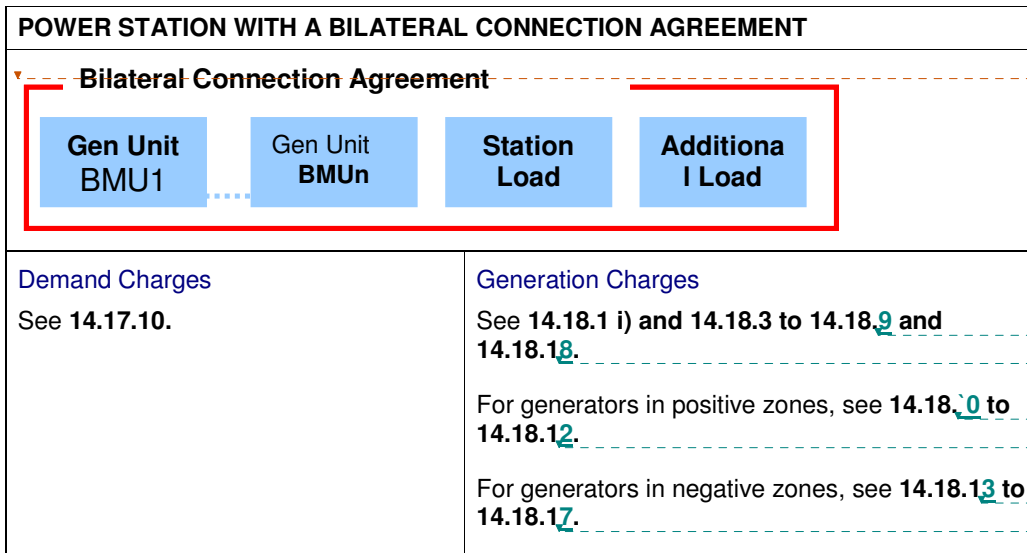 POWER STATION WITH A BILATERAL CONNECTION AGREEMENT
Bilateral Connection Agreement
Gen Unit
BMU1
Gen Unit
BMUn
Station
Load
Additiona
l Load
Demand Charges
See 14.17.10.
Generation Charges
See 14.18.1 i) and 14.18.3 to 14.18.9 and
14.18.18.
For generators in positive zones, see 14.18.`0 to
14.18.12.
For generators in negative zones, see 14.18.13 to
14.18.17.